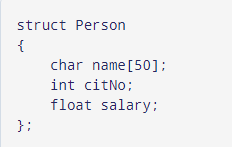 struct Person
{
    char name[50];
    int citNo;
    float salary;
};